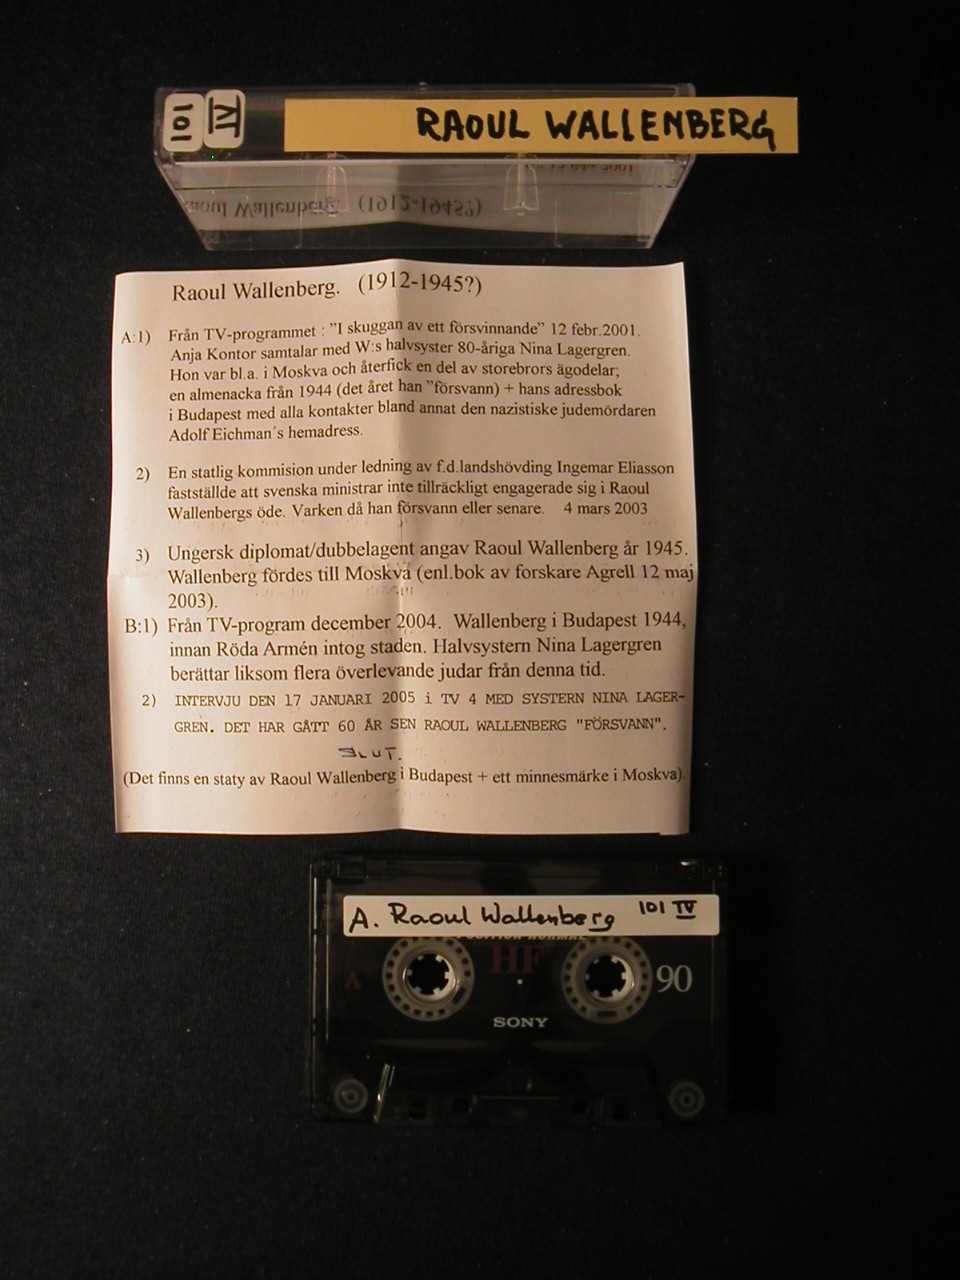 101
IV
RAOUL WALLENBERG
Raoul Wallenberg. (1912-1945?)
Raoul Wallenberg. (1912-1945?)
A:1) Från TV-programmet : "I skuggan av ett försvinnande" 12 febr.2001.
Anja Kontor samtalar med W:s halvsyster 80-åriga Nina Lagergren.
Hon var bl.a. i Moskva och återfick en del av storebrors ägodelar;
en almenacka från 1944 (det året han "försvann) + hans adressbok
i Budapest med alla kontakter bland annat den nazistiske judemördaren
Adolf Eichman´s hemadress.
2) En statlig kommision under ledning av f.d.landshövding Ingemar Eliasson
fastställde att svenska ministrar inte tillräckligt engagerade sig i Raoul
Wallenbergs öde. Varken då han försvann eller senare. 4 mars 2003
3) Ungersk diplomat/dubbelagent angav Raoul Wallenberg år 1945.
Wallenberg fördes till Moskva (enl.bok av forskare Agrell 12 maj
2003).
B:1) Från TV-program december 2004. Wallenberg i Budapest 1944,
innan Röda Armén intog staden. Halvsystern Nina Lagergren
berättar liksom flera överlevande judar från denna tid.
2) INTERVJU DEN 17 JANUARI 2005 i TV 4 MED SYSTERN NINA LAGER-
GREN. DET HAR GÅTT 60 ÅR SEN RAOUL WALLENBERG "FÖRSVANN".
SLUT.
(Det finns en staty av Raoul Wallenberg i Budapest + ett minnesmärke i Moskva)
A. Raoul Wallenberg 101 IV
POSITION NORMAL
A HF 90
SONY